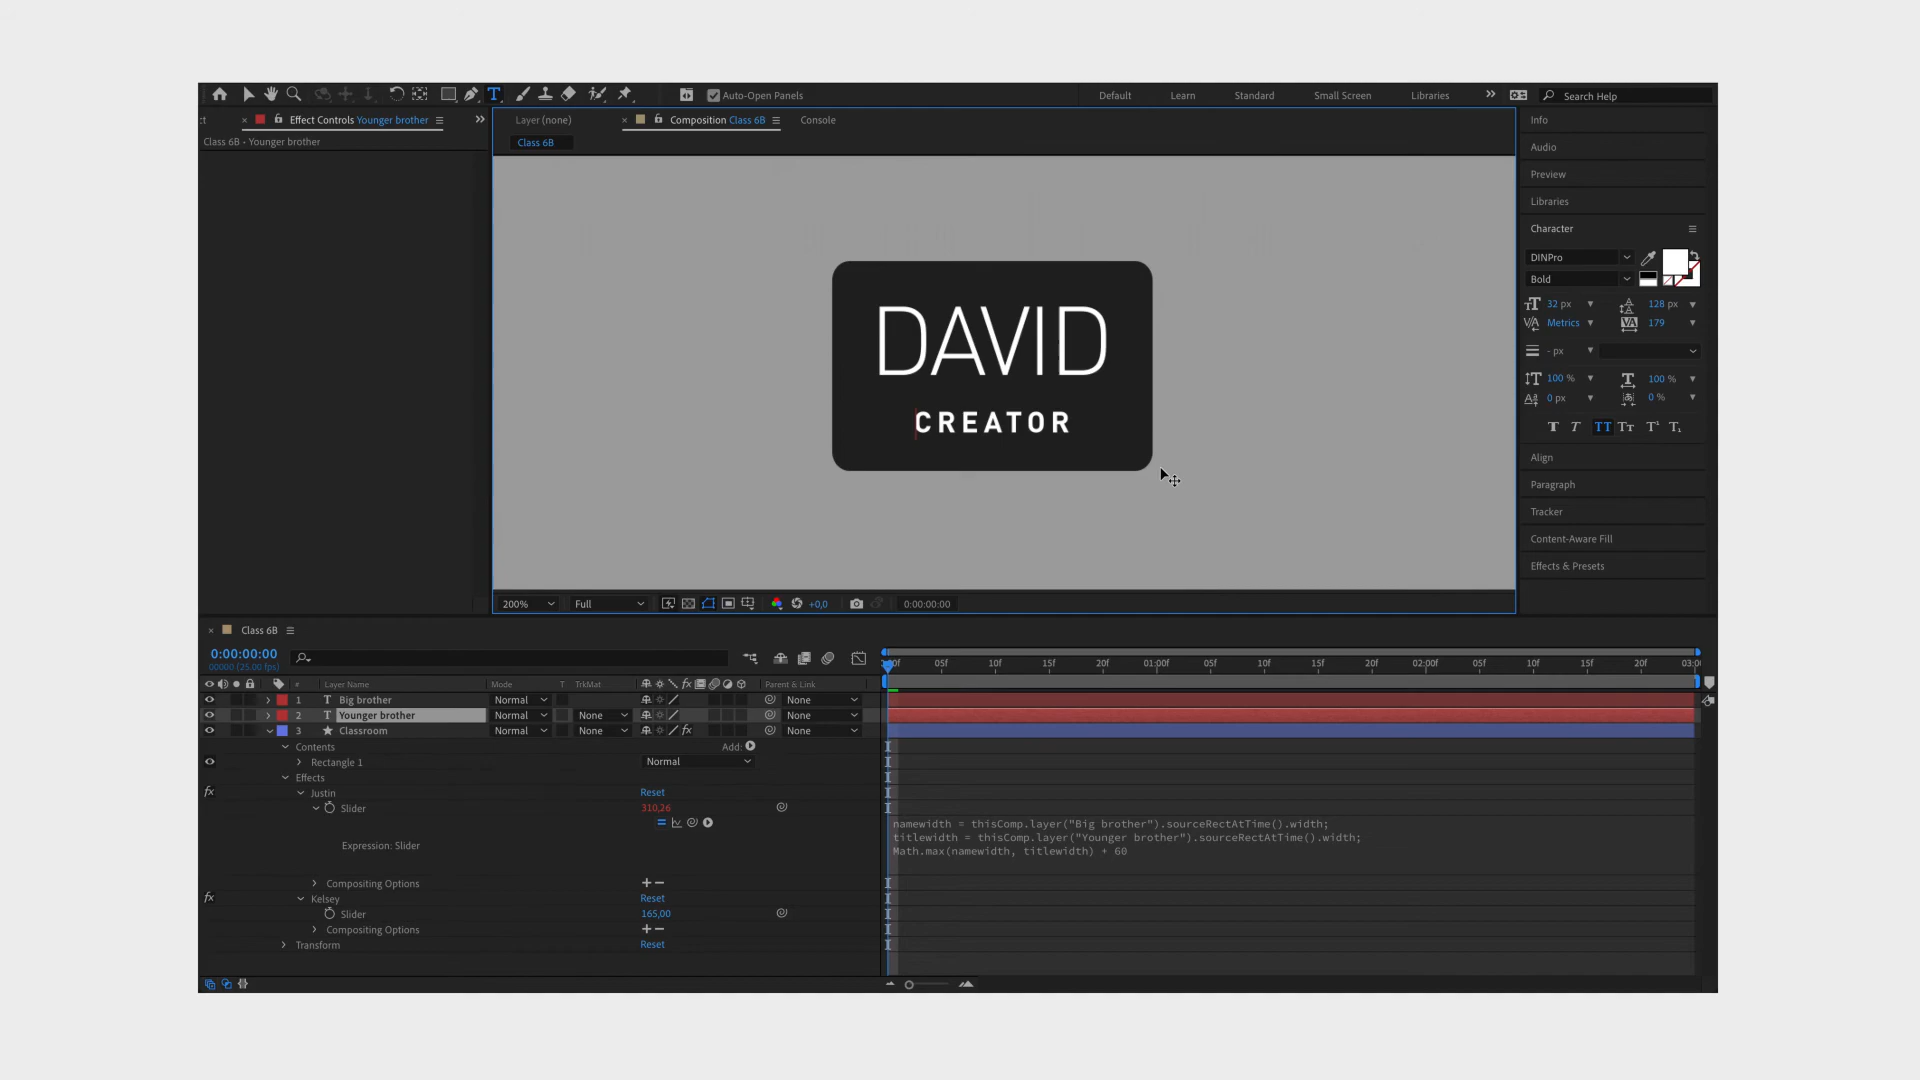 Auto-Open Panels
Default
Learn
Standard
Small Screen
Libraries
Search Help
ct
Effect Controls Younger brother
Class 6B - Younger brother
Layer (none)
Composition Class 6B
Console
Class 6B
DAVID
CREATOR
200%
Full
+0,0
0:00:00:00
Info
Audio
Preview
Libraries
Character
DINPro
Bold
32 px
128 px
Metrics
179
- px
100 %
100 %
0 px
0 %
Align
Paragraph
Tracker
Content-Aware Fill
Effects & Presets
Class 6B
0:00:00:00
00000 (25.00 fps)
# Layer Name Mode T TrkMat Parent & Link
1 T Big brother Normal None
2 T Younger brother Normal None None
3 Classroom Normal None None
Contents Add:
Rectangle 1 Normal
Effects
fx Justin Reset
Slider 310,26
Expression: Slider
Compositing Options + −
fx Kelsey Reset
Slider 165,00
Compositing Options + −
Transform Reset
05f 10f 15f 20f 01:00f 05f 10f 15f 20f 02:00f 05f 10f 15f 20f
namewidth = thisComp.layer("Big brother").sourceRectAtTime().width;
titlewidth = thisComp.layer("Younger brother").sourceRectAtTime().width;
Math.max(namewidth, titlewidth) + 60